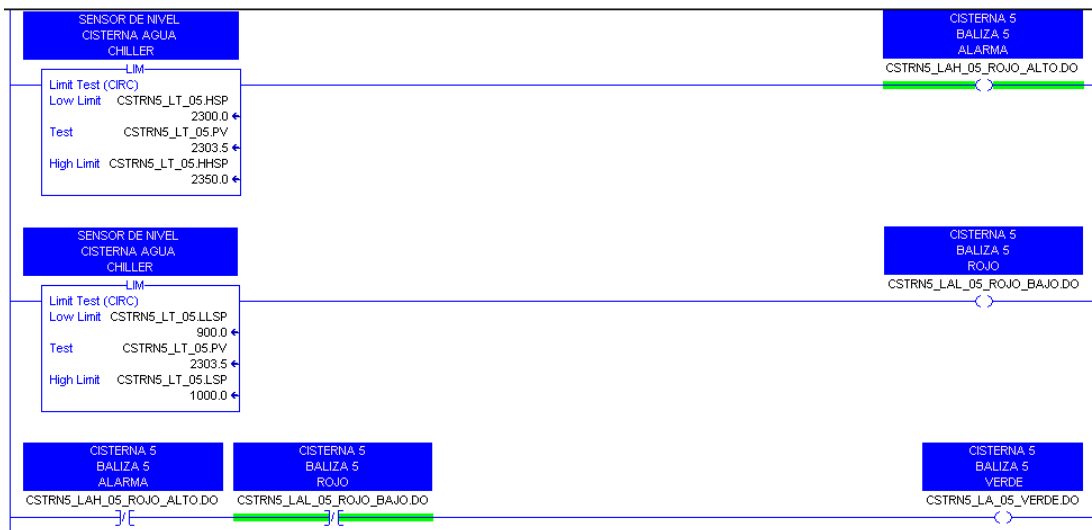 SENSOR DE NIVEL
CISTERNA AGUA
CHILLER
LIM
Limit Test (CIRC)
Low Limit CSTRN5_LT_05.HSP
2300.0
Test CSTRN5_LT_05.PV
2303.5
High Limit CSTRN5_LT_05.HHSP
2350.0
CISTERNA 5
BALIZA 5
ALARMA
CSTRN5_LAH_05_ROJO_ALTO.DO
SENSOR DE NIVEL
CISTERNA AGUA
CHILLER
LIM
Limit Test (CIRC)
Low Limit CSTRN5_LT_05.LLSP
900.0
Test CSTRN5_LT_05.PV
2303.5
High Limit CSTRN5_LT_05.LSP
1000.0
CISTERNA 5
BALIZA 5
ROJO
CSTRN5_LAL_05_ROJO_BAJO.DO
CISTERNA 5
BALIZA 5
ALARMA
CSTRN5_LAH_05_ROJO_ALTO.DO
CISTERNA 5
BALIZA 5
ROJO
CSTRN5_LAL_05_ROJO_BAJO.DO
CISTERNA 5
BALIZA 5
VERDE
CSTRN5_LA_05_VERDE.DO